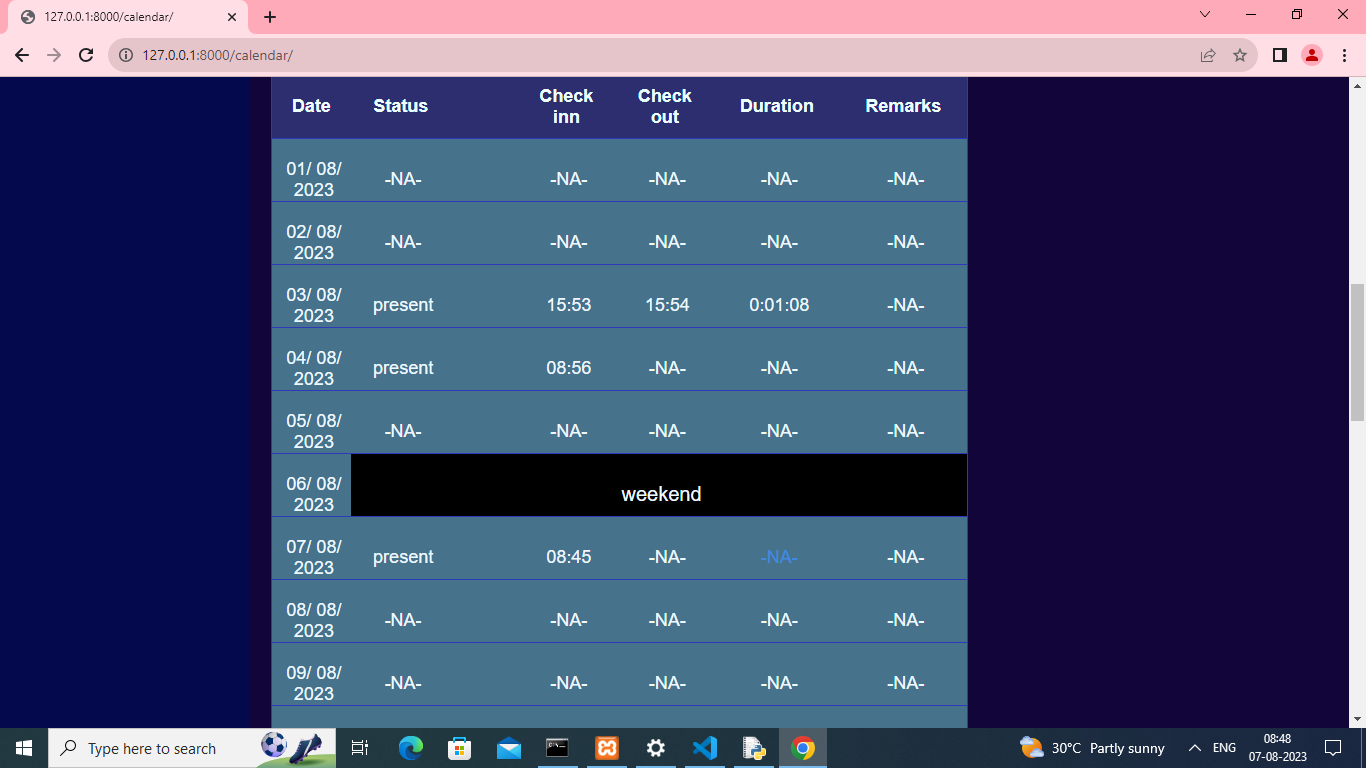 127.0.0.1:8000/calendar/
127.0.0.1:8000/calendar/
Date Status Check inn Check out Duration Remarks
01/ 08/ 2023 -NA- -NA- -NA- -NA- -NA-
02/ 08/ 2023 -NA- -NA- -NA- -NA- -NA-
03/ 08/ 2023 present 15:53 15:54 0:01:08 -NA-
04/ 08/ 2023 present 08:56 -NA- -NA- -NA-
05/ 08/ 2023 -NA- -NA- -NA- -NA- -NA-
06/ 08/ 2023 weekend
07/ 08/ 2023 present 08:45 -NA- -NA- -NA-
08/ 08/ 2023 -NA- -NA- -NA- -NA- -NA-
09/ 08/ 2023 -NA- -NA- -NA- -NA- -NA-
Type here to search
30°C Partly sunny
ENG
08:48
07-08-2023